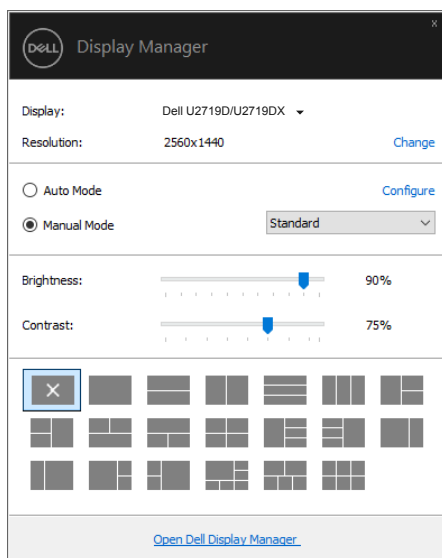 x
DELL Display Manager
Display: Dell U2719D/U2719DX
Resolution: 2560x1440 Change
Auto Mode Configure
Manual Mode Standard
Brightness: 90%
Contrast: 75%
Open Dell Display Manager